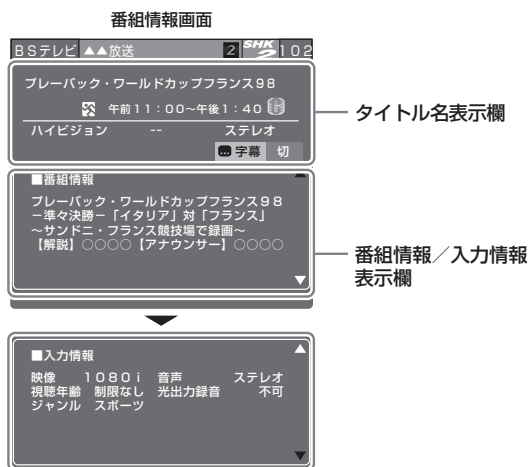 番組情報画面
BSテレビ ▲▲放送 2 SHK2 102
プレーバック・ワールドカップフランス98
午前11：00～午後1：40
ハイビジョン -- ステレオ
字幕 切
タイトル名表示欄
■番組情報
プレーバック・ワールドカップフランス98
－準々決勝－「イタリア」対「フランス」
～サンドニ・フランス競技場で録画～
【解説】○○○○【アナウンサー】○○○○
番組情報／入力情報
表示欄
■入力情報
映像 1080i 音声 ステレオ
視聴年齢 制限なし 光出力録音 不可
ジャンル スポーツ